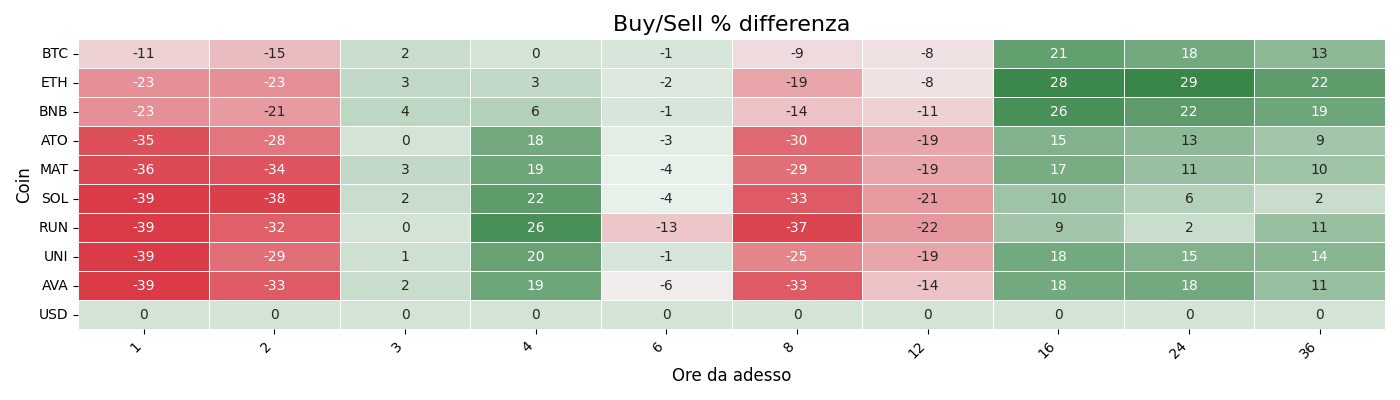 Buy/Sell % differenza
Coin
BTC -11 -15 2 0 -1 -9 -8 21 18 13
ETH -23 -23 3 3 -2 -19 -8 28 29 22
BNB -23 -21 4 6 -1 -14 -11 26 22 19
ATO -35 -28 0 18 -3 -30 -19 15 13 9
MAT -36 -34 3 19 -4 -29 -19 17 11 10
SOL -39 -38 2 22 -4 -33 -21 10 6 2
RUN -39 -32 0 26 -13 -37 -22 9 2 11
UNI -39 -29 1 20 -1 -25 -19 18 15 14
AVA -39 -33 2 19 -6 -33 -14 18 18 11
USD 0 0 0 0 0 0 0 0 0 0
1 2 3 4 6 8 12 16 24 36
Ore da adesso